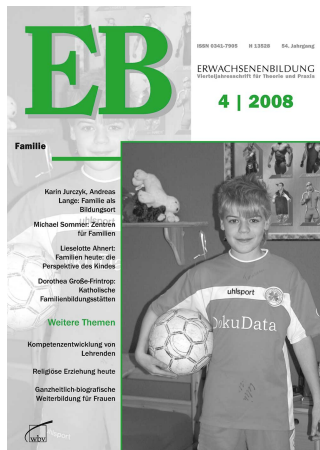 EB
ISSN 0341-7905 H 13528 54. Jahrgang
ERWACHSENENBILDUNG
Vierteljahresschrift für Theorie und Praxis
4 | 2008
Familie
Karin Jurczyk, Andreas
Lange: Familie als
Bildungsort
Michael Sommer: Zentren
für Familien
Lieselotte Ahnert:
Familien heute: die
Perspektive des Kindes
Dorothea Große-Frintrop:
Katholische
Familienbildungsstätten
Weitere Themen
Kompetenzentwicklung von
Lehrenden
Religiöse Erziehung heute
Ganzheitlich-biografische
Weiterbildung für Frauen
uhlsport
DokuData
wbv